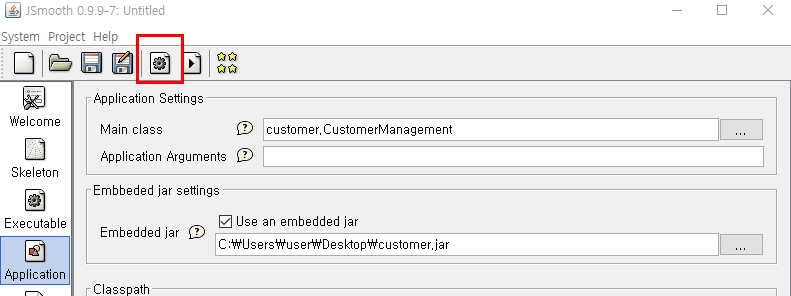 JSmooth 0.9.9-7: Untitled
System Project Help
Welcome
Skeleton
Executable
Application
Application Settings
Main class
customer.CustomerManagement
...
Application Arguments
Embbeded jar settings
Use an embedded jar
Embedded jar
C:₩Users₩user₩Desktop₩customer.jar
...
Classpath